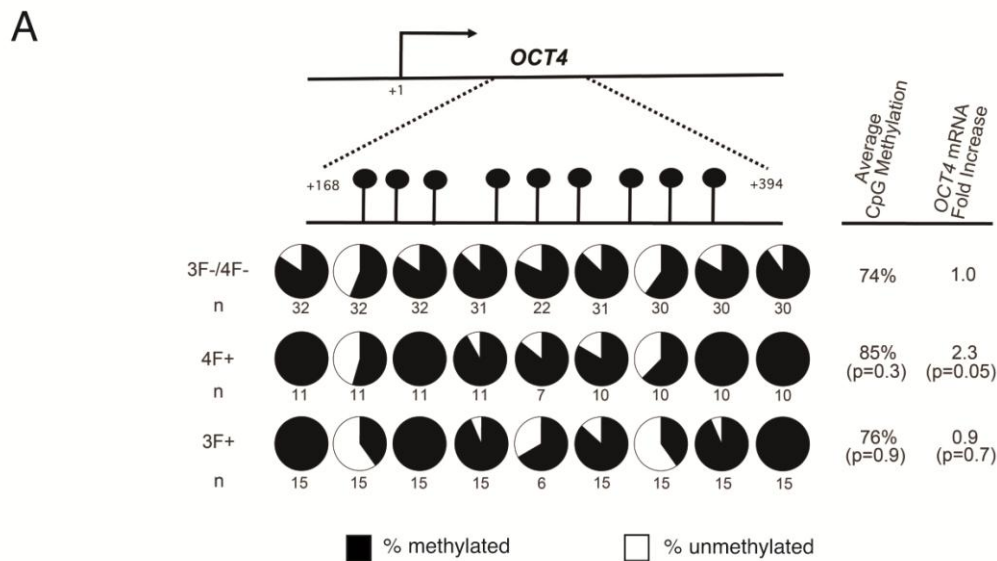 A
OCT4
+1
+168
+394
Average
CpG Methylation
OCT4 mRNA
Fold Increase
3F-/4F-
74%
1.0
n
32 32 32 31 22 31 30 30 30
4F+
85%
(p=0.3)
2.3
(p=0.05)
n
11 11 11 11 7 10 10 10 10
3F+
76%
(p=0.9)
0.9
(p=0.7)
n
15 15 15 15 6 15 15 15 15
% methylated
% unmethylated